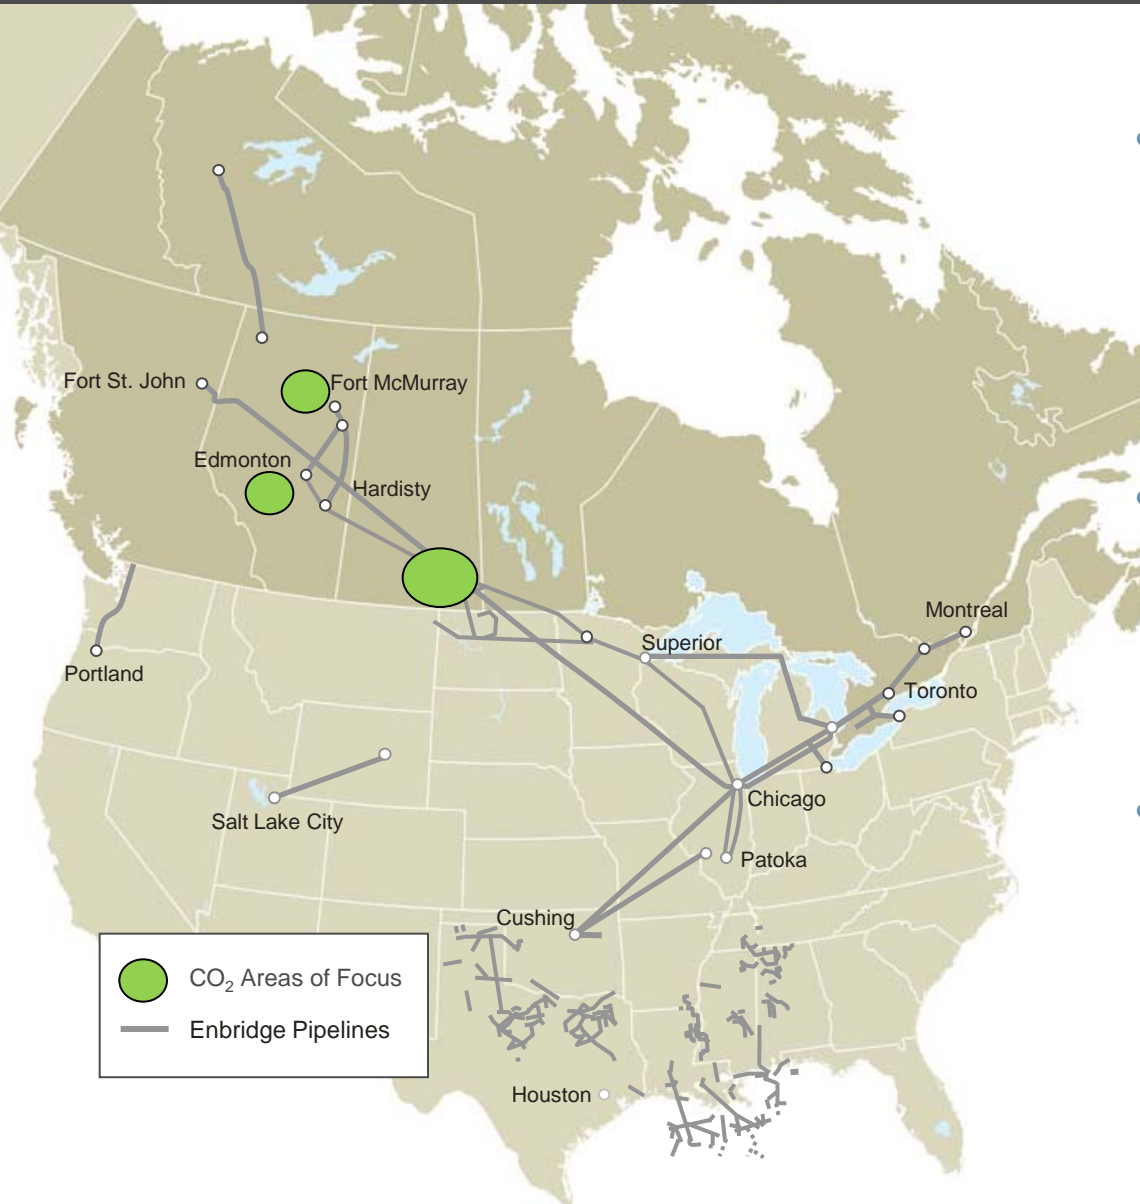 Fort St. John
Fort McMurray
Edmonton
Hardisty
Montreal
Superior
Portland
Toronto
Chicago
Salt Lake City
Patoka
Cushing
CO₂ Areas of Focus
Enbridge Pipelines
Houston